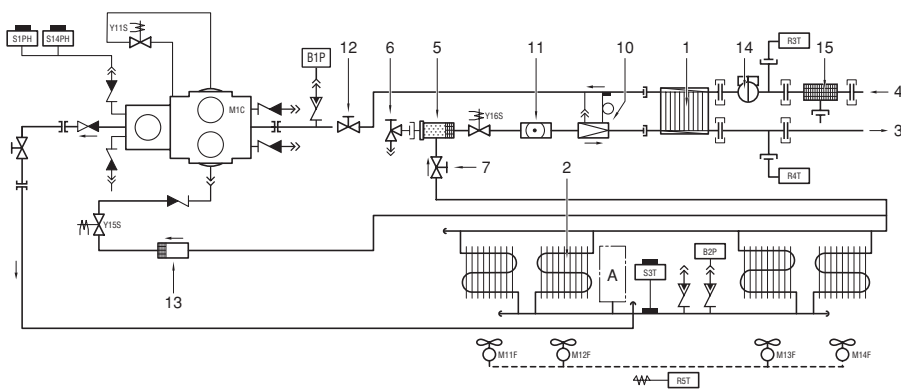 Y11S
S1PH S14PH
B1P 12 6 5 11 10 1 14 R3T 15
M1C
Y16S
4
3
7
2
R4T
Y15S
13
A
S3T
B2P
M11F M12F M13F M14F
R5T